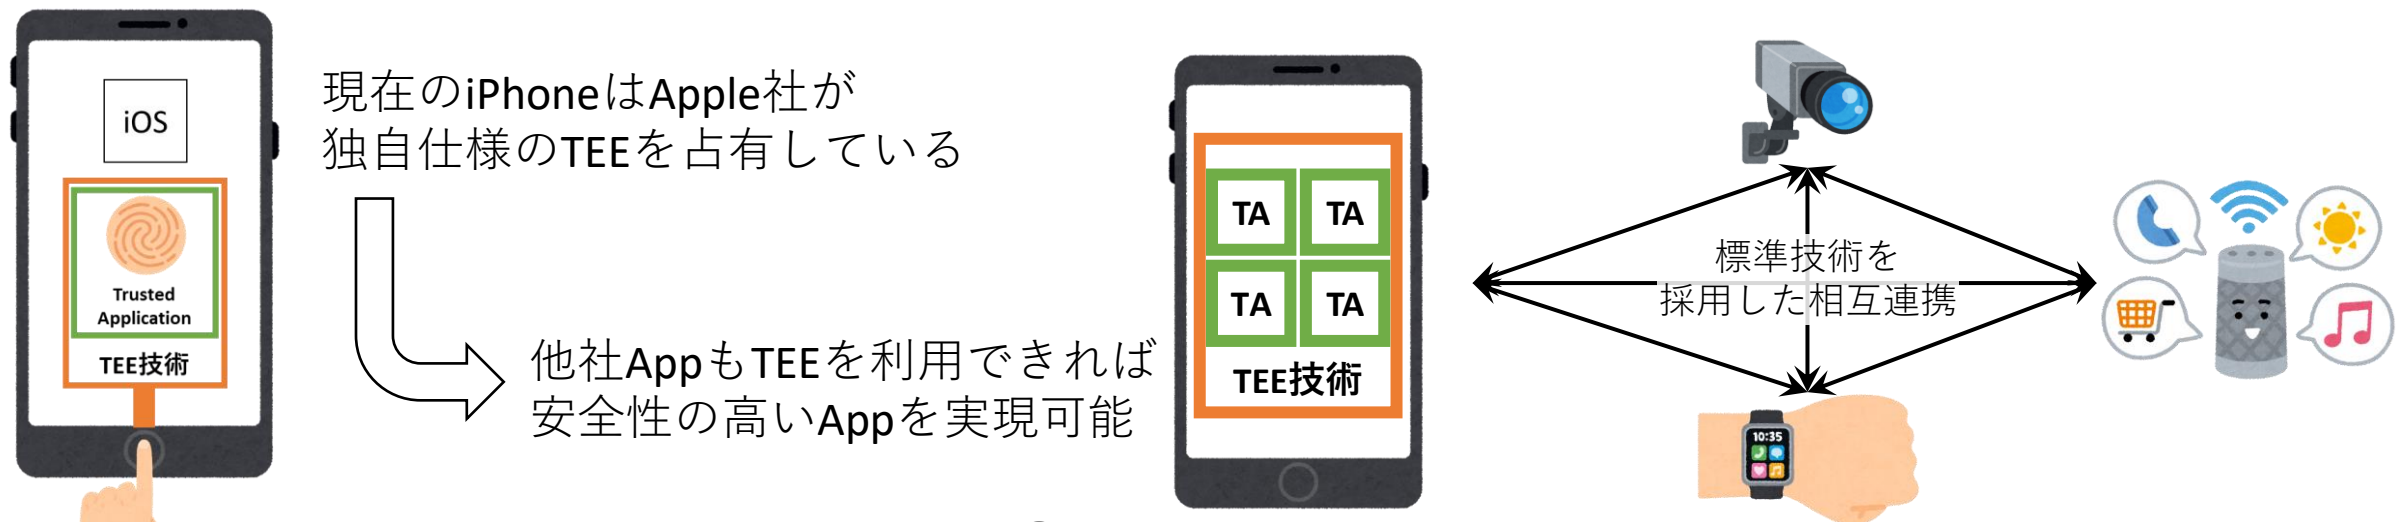 iOS
Trusted
Application
TEE技術
現在のiPhoneはApple社が
独自仕様のTEEを占有している
他社AppもTEEを利用できれば
安全性の高いAppを実現可能
TA TA
TA TA
TEE技術
標準技術を
採用した相互連携
10:35